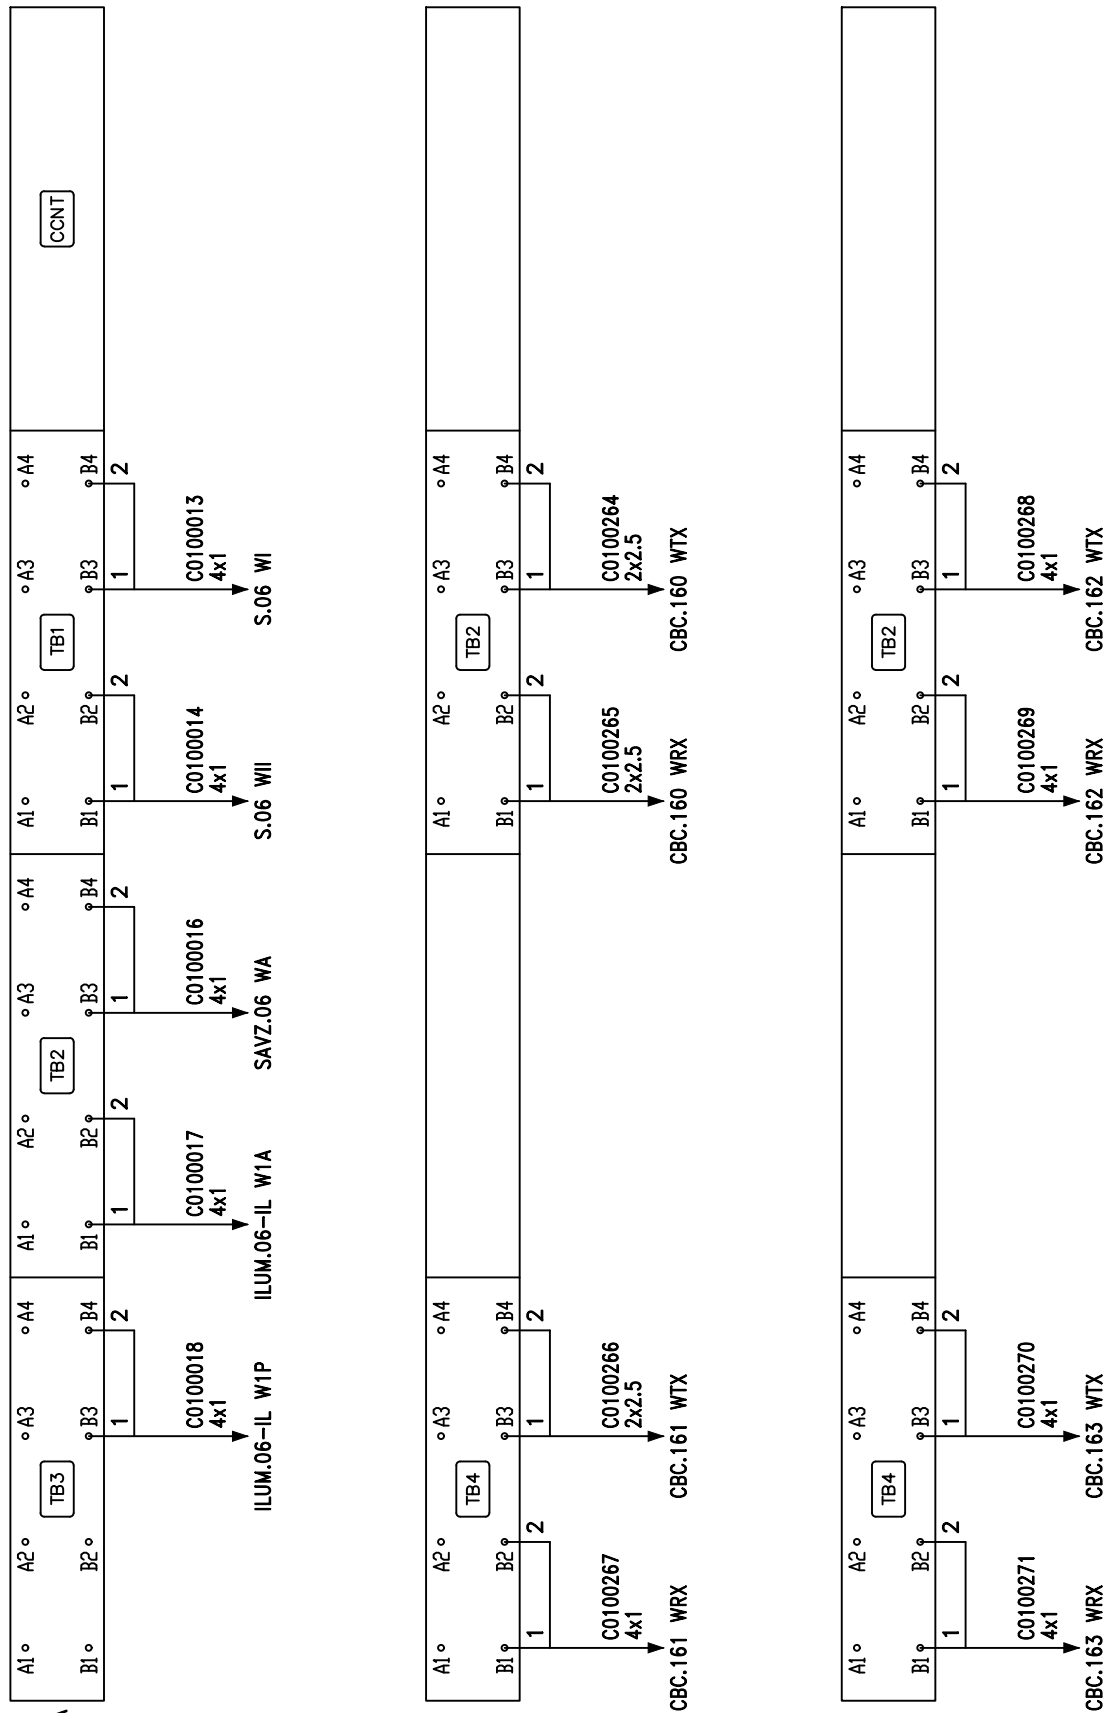 CCNT
A4
B4
2
A3
B3
1
C0100013
4x1
S.06 WI
TB1
A2
B2
2
A1
B1
1
C0100014
4x1
S.06 WII
A4
B4
2
A3
B3
1
C0100016
4x1
SAVZ.06 WA
TB2
A2
B2
2
A1
B1
1
C0100017
4x1
ILUM.06-IL W1A
A4
B4
2
A3
B3
1
C0100018
4x1
ILUM.06-IL W1P
TB3
A2
B2
A1
B1
A4
B4
2
A3
B3
1
C0100264
2x2.5
CBC.160 WTX
TB2
A2
B2
2
A1
B1
1
C0100265
2x2.5
CBC.160 WRX
A4
B4
2
A3
B3
1
C0100266
2x2.5
CBC.161 WTX
TB4
A2
B2
2
A1
B1
1
C0100267
4x1
CBC.161 WRX
A4
B4
2
A3
B3
1
C0100268
4x1
CBC.162 WTX
TB2
A2
B2
2
A1
B1
1
C0100269
4x1
CBC.162 WRX
A4
B4
2
A3
B3
1
C0100270
4x1
CBC.163 WTX
TB4
A2
B2
2
A1
B1
1
C0100271
4x1
CBC.163 WRX